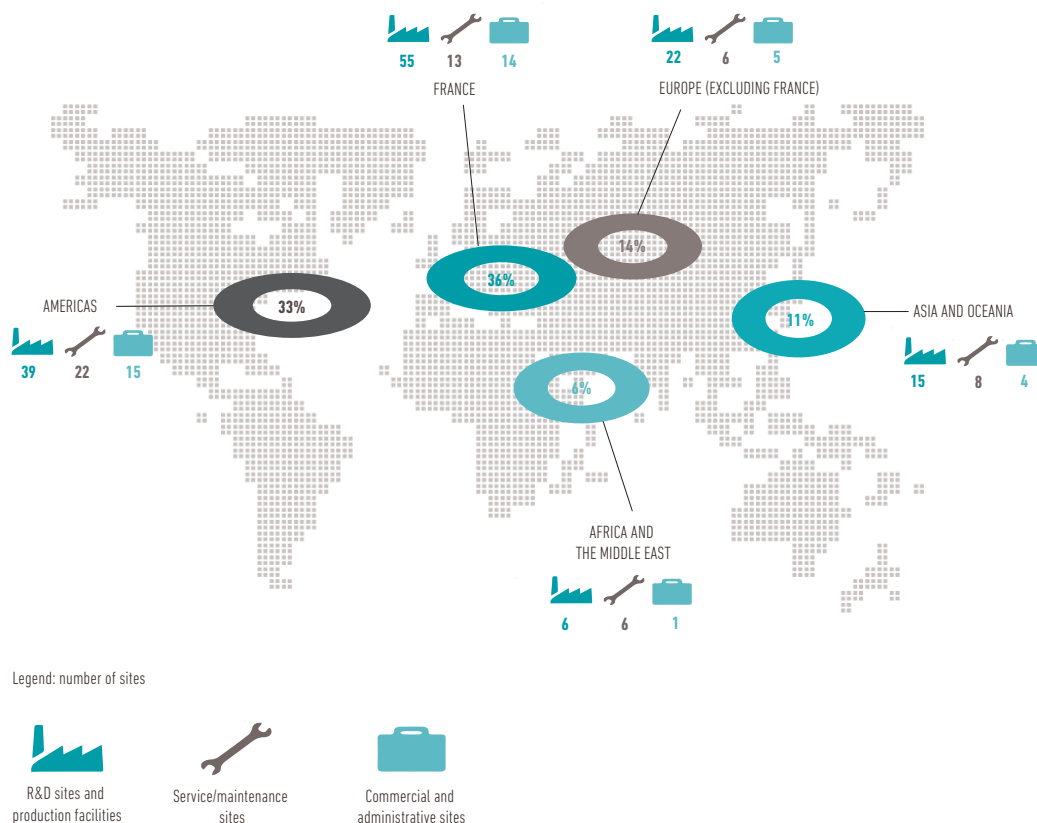 55 13 14
FRANCE
22 6 5
EUROPE (EXCLUDING FRANCE)
14%
36%
33%
AMERICAS
39 22 15
11%
ASIA AND OCEANIA
15 8 4
6%
AFRICA AND
THE MIDDLE EAST
6 6 1
Legend: number of sites
R&D sites and
production facilities
Service/maintenance
sites
Commercial and
administrative sites